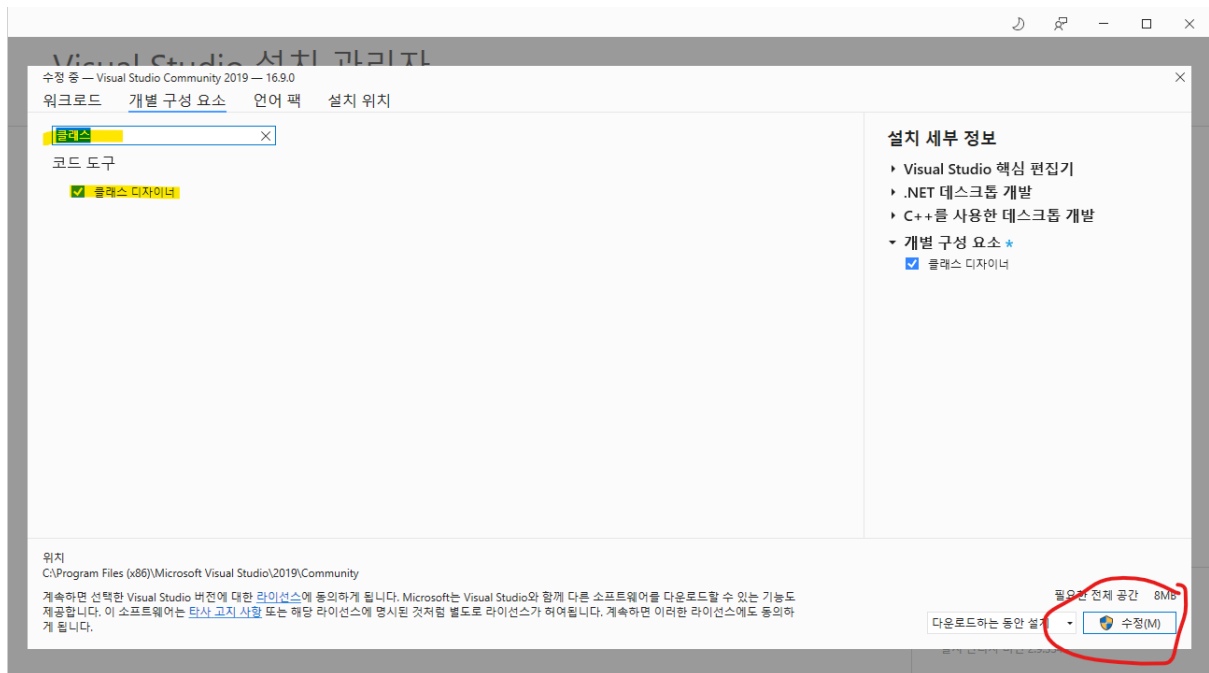 Visual Studio 설치 관리자
수정 중 — Visual Studio Community 2019 — 16.9.0
워크로드 개별 구성 요소 언어 팩 설치 위치
클래스
코드 도구
클래스 디자이너
설치 세부 정보
Visual Studio 핵심 편집기
.NET 데스크톱 개발
C++를 사용한 데스크톱 개발
개별 구성 요소 *
클래스 디자이너
위치
C:\Program Files (x86)\Microsoft Visual Studio\2019\Community
계속하면 선택한 Visual Studio 버전에 대한 라이선스에 동의하게 됩니다. Microsoft는 Visual Studio와 함께 다른 소프트웨어를 다운로드할 수 있는 기능도
제공합니다. 이 소프트웨어는 타사 고지 사항 또는 해당 라이선스에 명시된 것처럼 별도로 라이선스가 허여됩니다. 계속하면 이러한 라이선스에도 동의하
게 됩니다.
필요한 전체 공간 8MB
다운로드하는 동안 설치
수정(M)